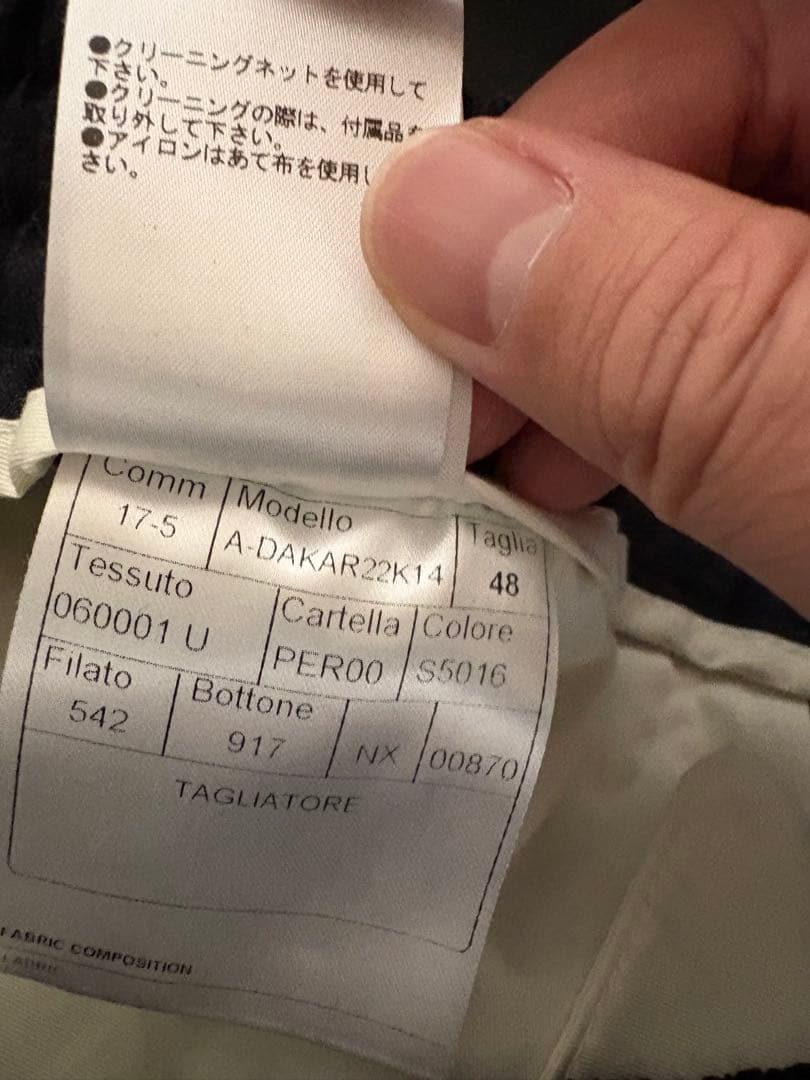 ●クリーニングネットを使用して
下さい。
●クリーニングの際は、付属品を
取り外して下さい。
●アイロンはあて布を使用し
さい。
Comm Modello Taglia
17-5 A-DAKAR22K14 48
Tessuto Cartella Colore
060001 U PER00 S5016
Filato Bottone
542 917 NX 00870
TAGLIATORE
FABRIC COMPOSITION